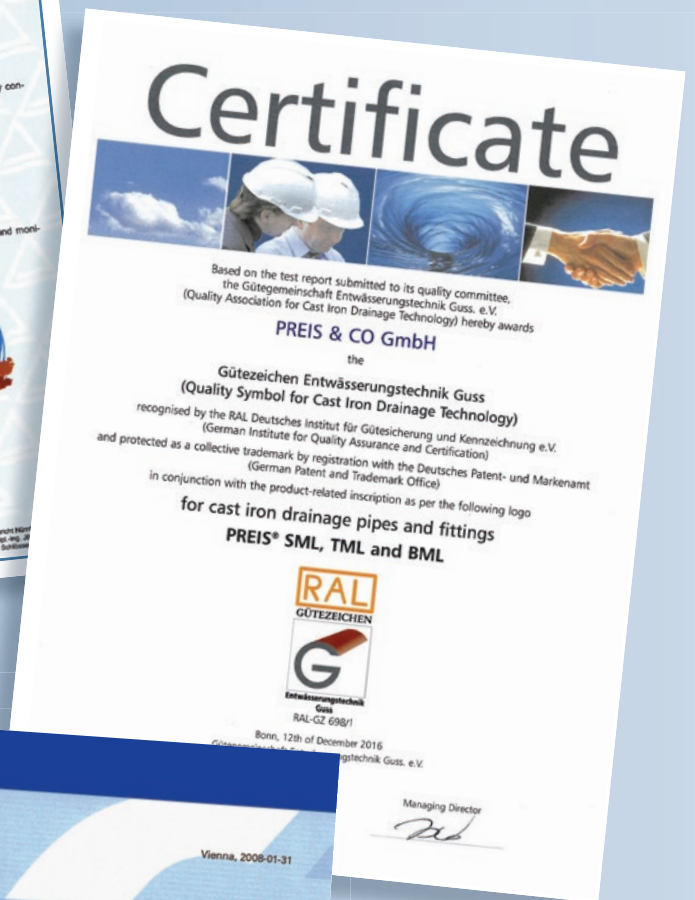 con-
and moni-
Certificate
Based on the test report submitted to its quality committee,
the Gütegemeinschaft Entwässerungstechnik Guss. e.V.
(Quality Association for Cast Iron Drainage Technology) hereby awards
PREIS & CO GmbH
the
Gütezeichen Entwässerungstechnik Guss
(Quality Symbol for Cast Iron Drainage Technology)
recognised by the RAL Deutsches Institut für Gütesicherung und Kennzeichnung e.V.
(German Institute for Quality Assurance and Certification)
and protected as a collective trademark by registration with the Deutsches Patent- und Markenamt
(German Patent and Trademark Office)
in conjunction with the product-related inscription as per the following logo
for cast iron drainage pipes and fittings
PREIS® SML, TML and BML
RAL
GÜTEZEICHEN
G
Entwässerungstechnik
Guss
RAL-GZ 698/1
Bonn, 12th of December 2016
Guss. e.V.
Managing Director
Vienna, 2008-01-31